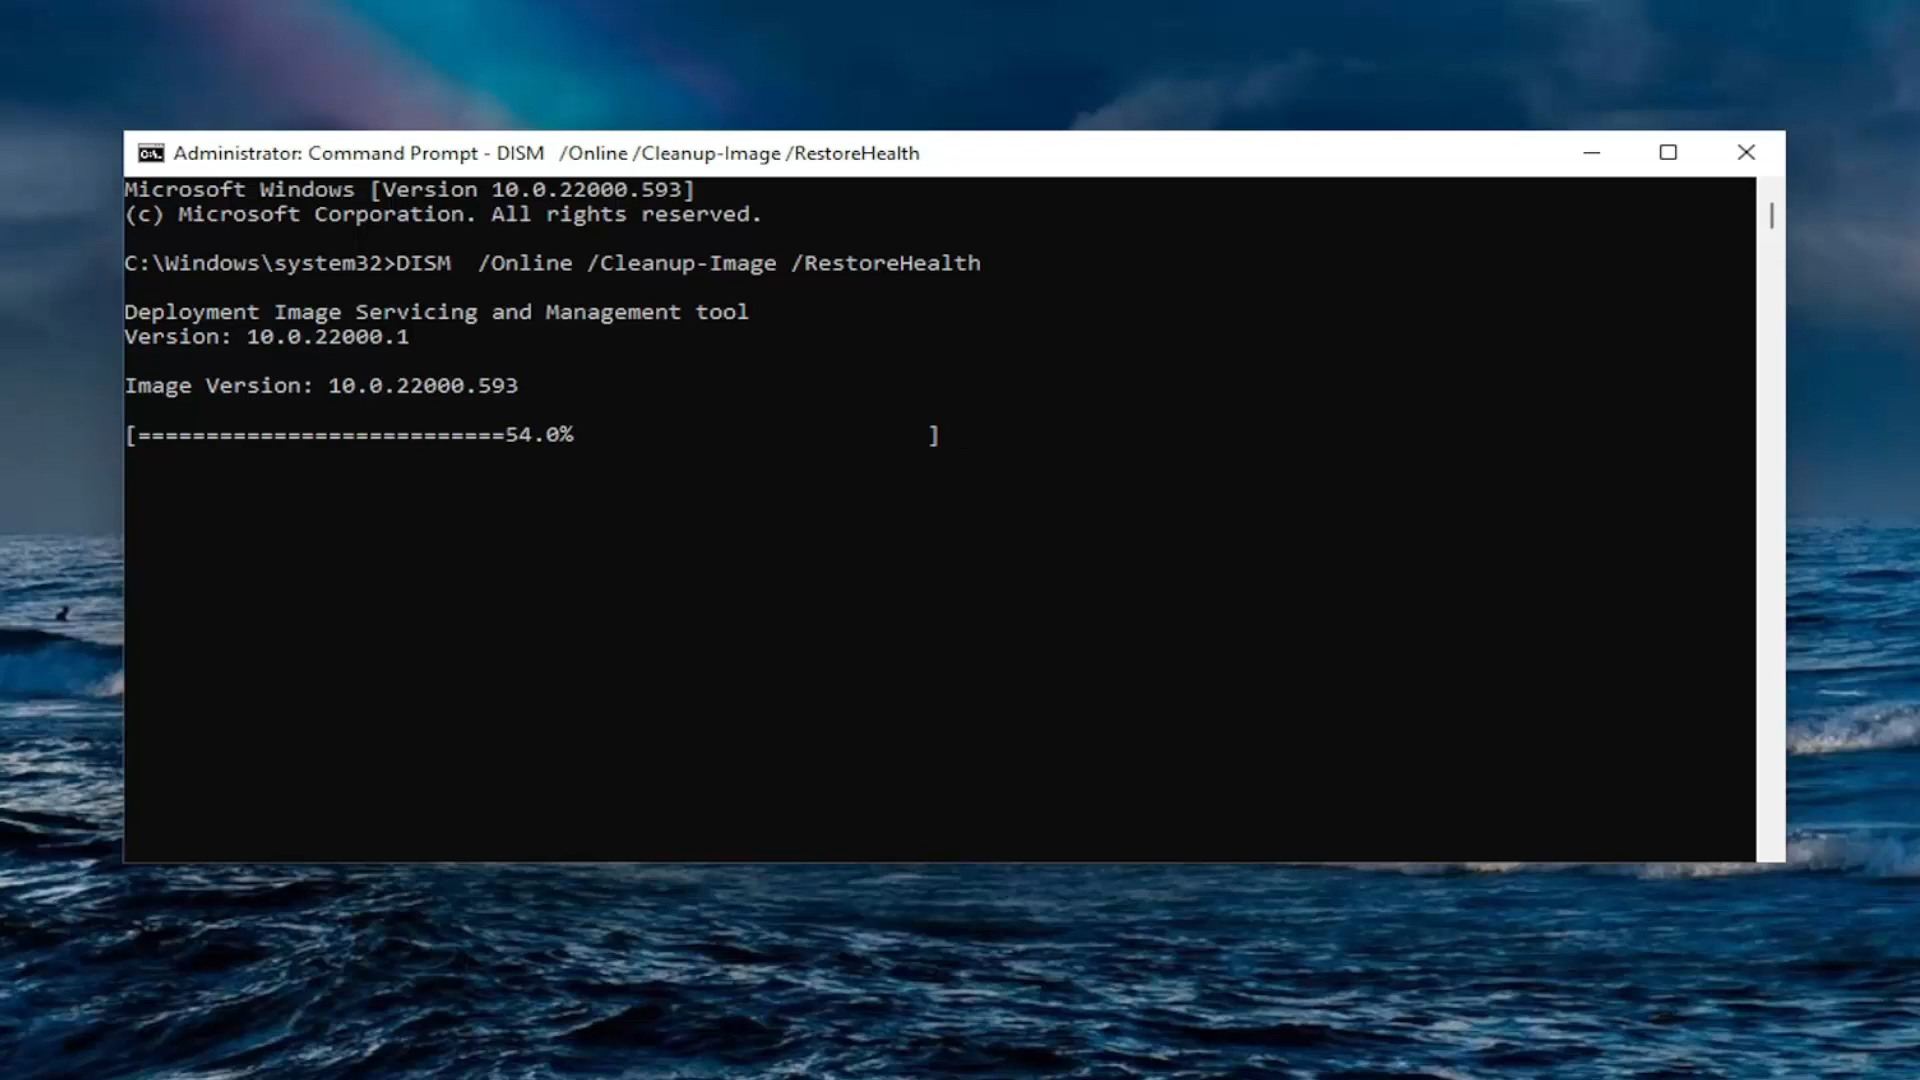 Administrator: Command Prompt - DISM  /Online /Cleanup-Image /RestoreHealth
Microsoft Windows [Version 10.0.22000.593]
(c) Microsoft Corporation. All rights reserved.
C:\Windows\system32>DISM  /Online /Cleanup-Image /RestoreHealth
Deployment Image Servicing and Management tool
Version: 10.0.22000.1
Image Version: 10.0.22000.593
[===========================54.0%                          ]